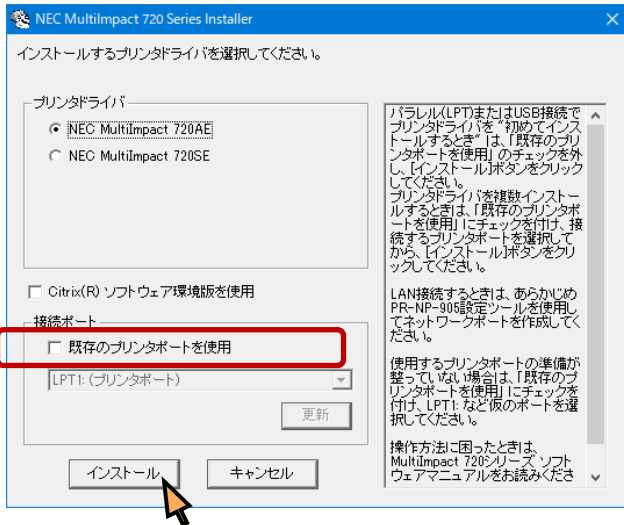 NEC MultiImpact 720 Series Installer
インストールするプリンタドライバを選択してください。
プリンタドライバ
NEC MultiImpact 720AE
NEC MultiImpact 720SE
Citrix(R) ソフトウェア環境版を使用
接続ポート
既存のプリンタポートを使用
LPT1: (プリンタポート)
更新
インストール
キャンセル
パラレル(LPT)またはUSB接続で
プリンタドライバを“初めてインス
トールするとき”は、「既存のプリ
ンタポートを使用」のチェックを外
し、[インストール]ボタンをクリック
してください。
プリンタドライバを複数インストー
ルするときは、「既存のプリンタポ
ートを使用」にチェックを付け、接
続するプリンタポートを選択して
から、[インストール]ボタンをクリ
ックしてください。
LAN接続するときは、あらかじめ
PR-NP-905設定ツールを使用し
てネットワークポートを作成してく
ださい。
使用するプリンタポートの準備が
整っていない場合は、「既存のプ
リンタポートを使用」にチェックを
付け、LPT1: など仮のポートを選
択してください。
操作方法に困ったときは、
MultiImpact 720シリーズ ソフト
ウェアマニュアルをお読みくださ